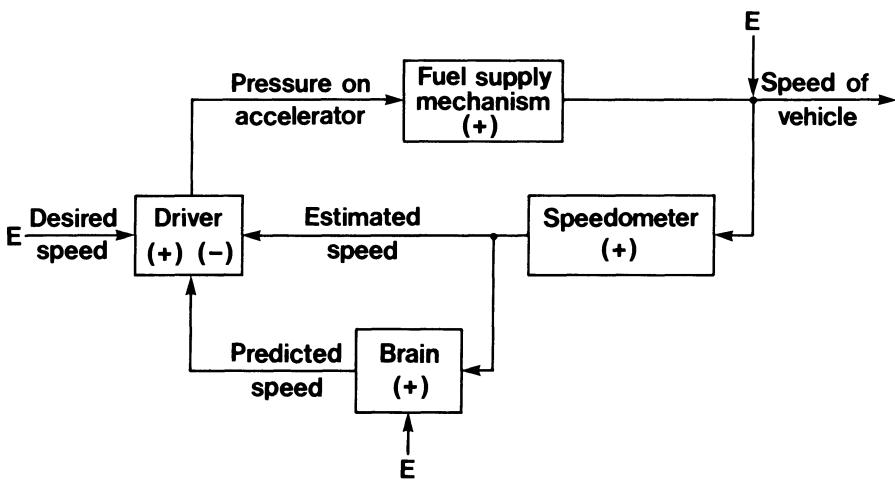 E
Pressure on
accelerator
Fuel supply
mechanism
(+)
Speed of
vehicle
E
Desired
speed
Driver
(+) (−)
Estimated
speed
Speedometer
(+)
Predicted
speed
Brain
(+)
E